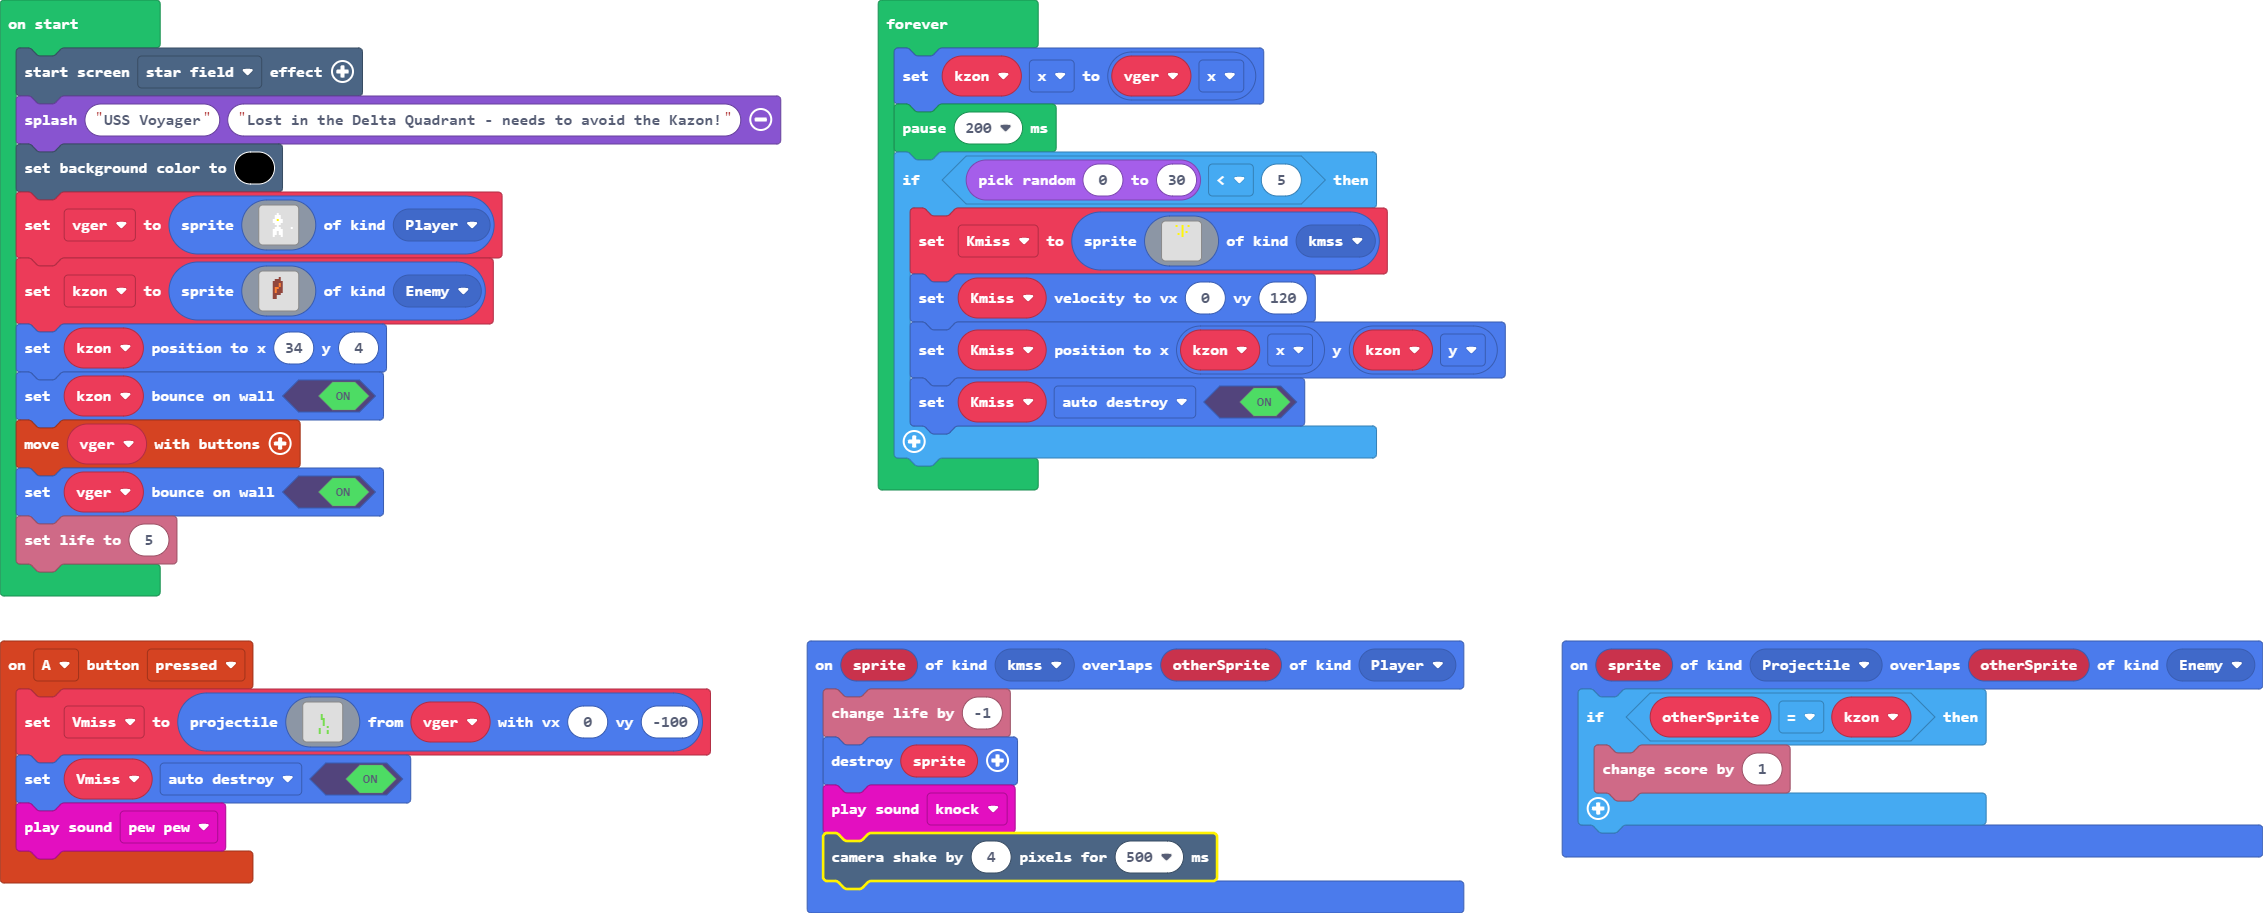 on start
start screen star field effect
splash "USS Voyager" "Lost in the Delta Quadrant - needs to avoid the Kazon!"
set background color to
set vger to sprite of kind Player
set kzon to sprite of kind Enemy
set kzon position to x 34 y 4
set kzon bounce on wall ON
move vger with buttons
set vger bounce on wall ON
set life to 5
forever
set kzon x to vger x
pause 200 ms
if pick random 0 to 30 < 5 then
set Kmiss to sprite of kind kmss
set Kmiss velocity to vx 0 vy 120
set Kmiss position to x kzon x y kzon y
set Kmiss auto destroy ON
on A button pressed
set Vmiss to projectile from vger with vx 0 vy -100
set Vmiss auto destroy ON
play sound pew pew
on sprite of kind kmss overlaps otherSprite of kind Player
change life by -1
destroy sprite
play sound knock
camera shake by 4 pixels for 500 ms
on sprite of kind Projectile overlaps otherSprite of kind Enemy
if otherSprite = kzon then
change score by 1